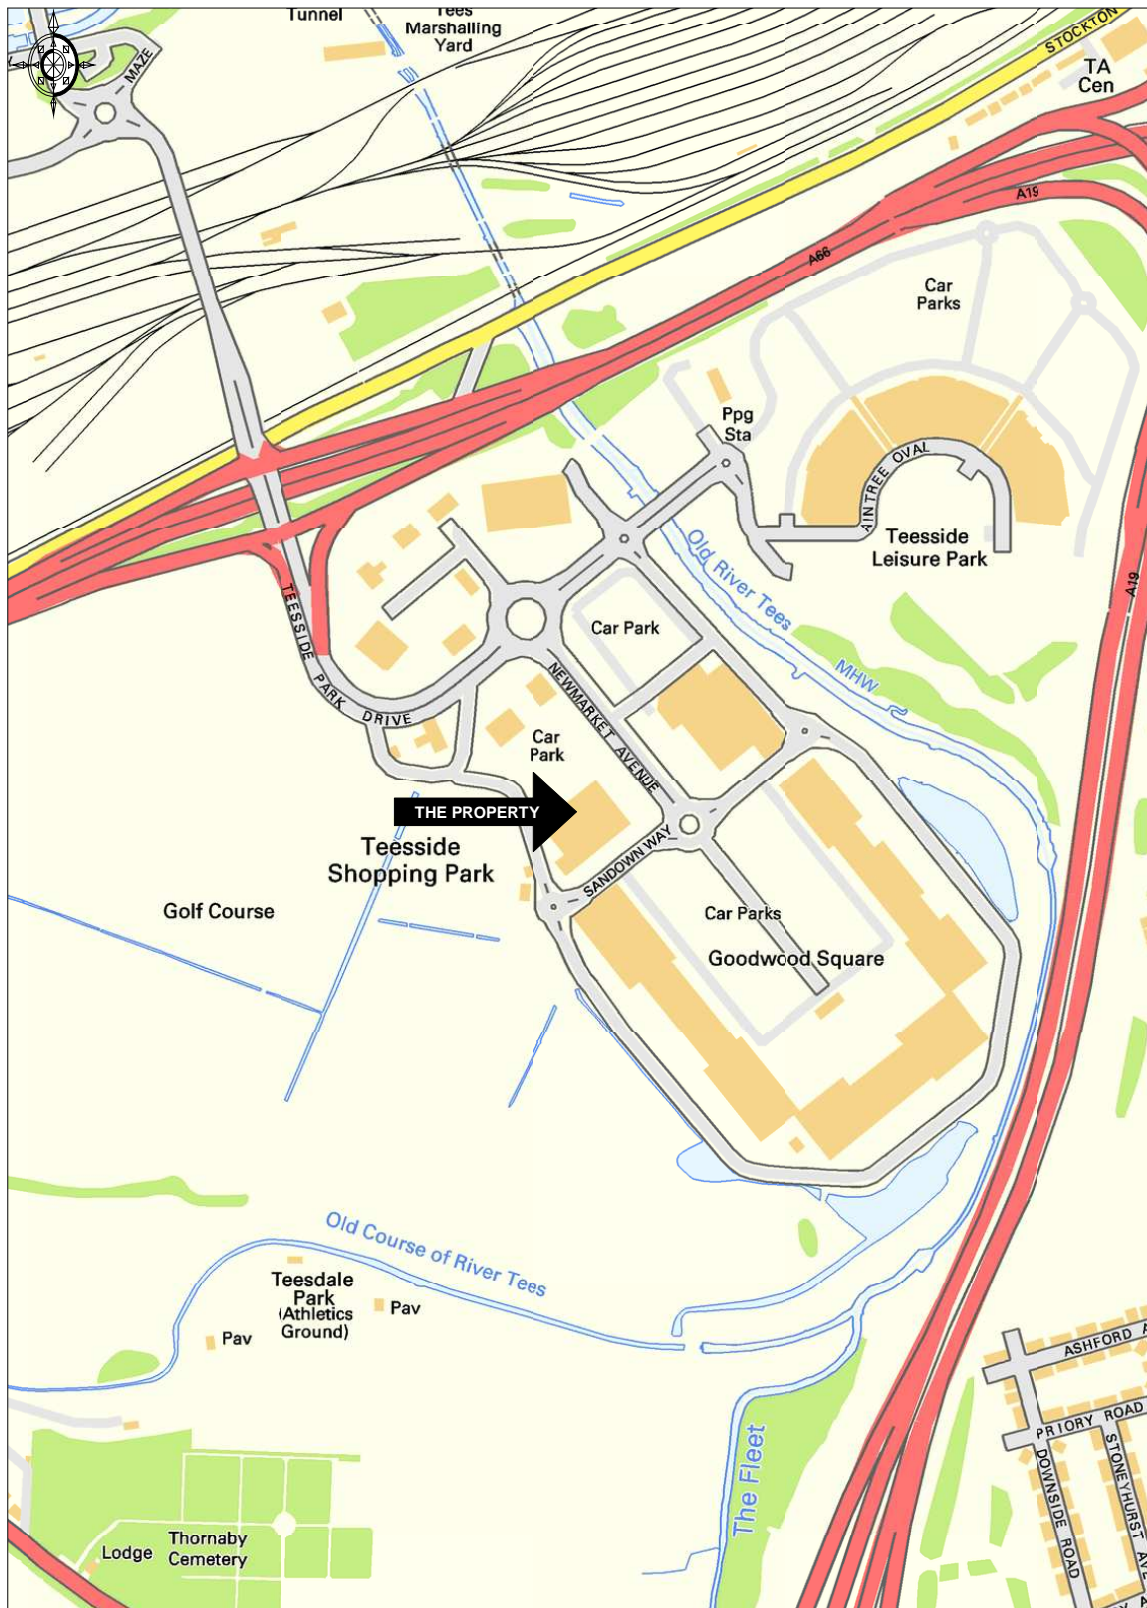 Tunnel
Tees
Marshalling
Yard
STOCKTON
TA
Cen
MAZE
A19
A66
Car
Parks
Ppg
Sta
AINTREE OVAL
Teesside
Leisure Park
Old River Tees
A19
TEESSIDE PARK DRIVE
Car Park
MHW
NEWMARKET AVENUE
Car
Park
THE PROPERTY
SANDOWN WAY
Teesside
Shopping Park
Golf Course
Car Parks
Goodwood Square
Old Course of River Tees
Teesdale
Park
(Athletics
Ground)
Pav
Pav
ASHFORD A
PRIORY ROAD
DOWNSIDE ROAD
STONEYHURST AVE
The Fleet
Thornaby
Cemetery
Lodge